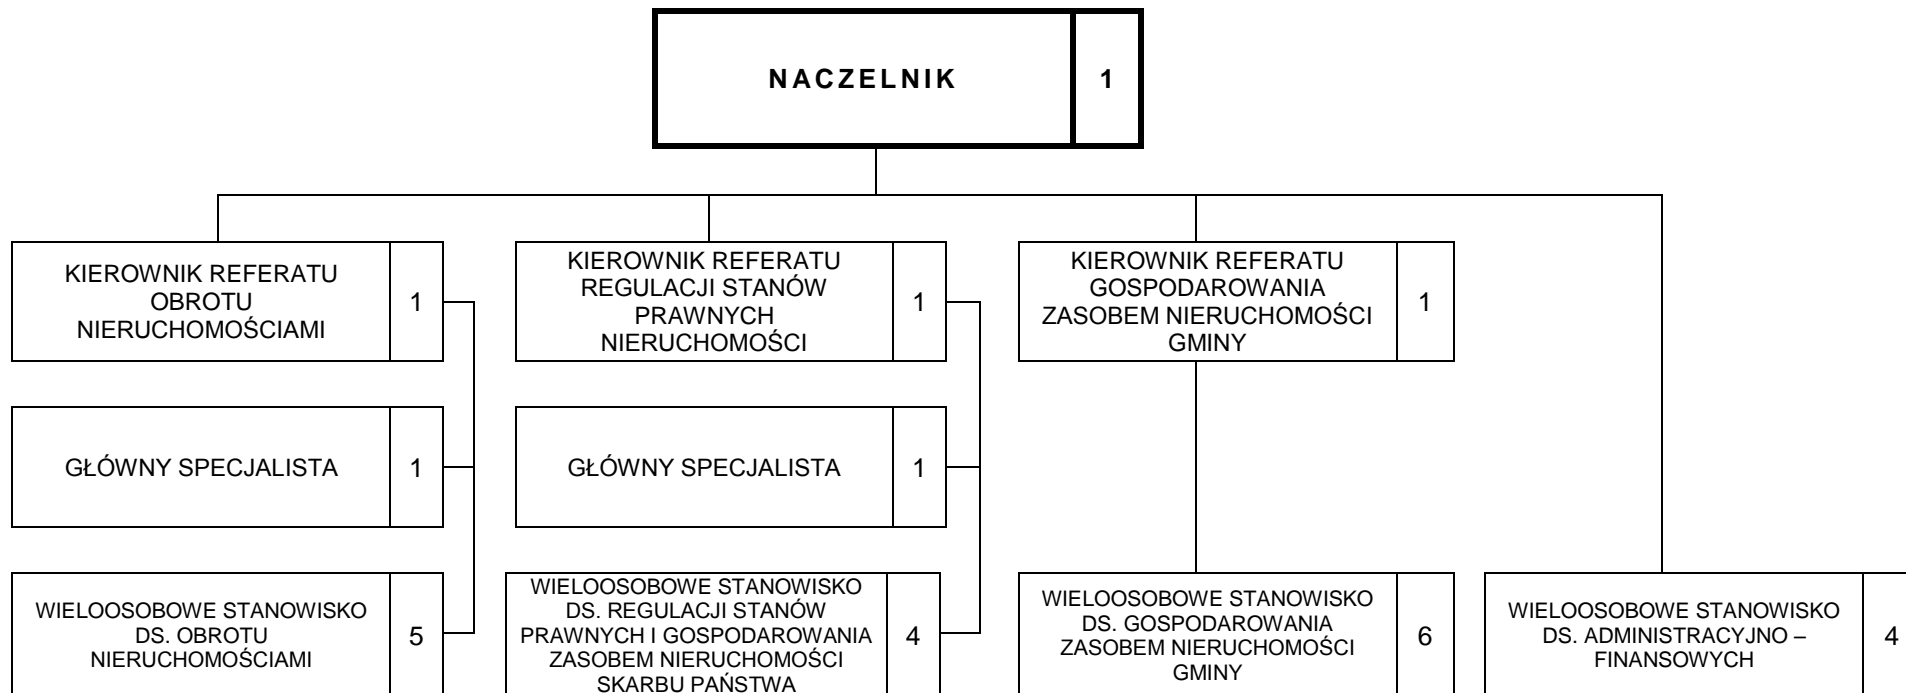 NACZELNIK
1
KIEROWNIK REFERATU
OBROTU
NIERUCHOMOŚCIAMI
1
KIEROWNIK REFERATU
REGULACJI STANÓW
PRAWNYCH
NIERUCHOMOŚCI
1
KIEROWNIK REFERATU
GOSPODAROWANIA
ZASOBEM NIERUCHOMOŚCI
GMINY
1
GŁÓWNY SPECJALISTA
1
GŁÓWNY SPECJALISTA
1
WIELOOSOBOWE STANOWISKO
DS. OBROTU
NIERUCHOMOŚCIAMI
5
WIELOOSOBOWE STANOWISKO
DS. REGULACJI STANÓW
PRAWNYCH I GOSPODAROWANIA
ZASOBEM NIERUCHOMOŚCI
SKARBU PAŃSTWA
4
WIELOOSOBOWE STANOWISKO
DS. GOSPODAROWANIA
ZASOBEM NIERUCHOMOŚCI
GMINY
6
WIELOOSOBOWE STANOWISKO
DS. ADMINISTRACYJNO –
FINANSOWYCH
4